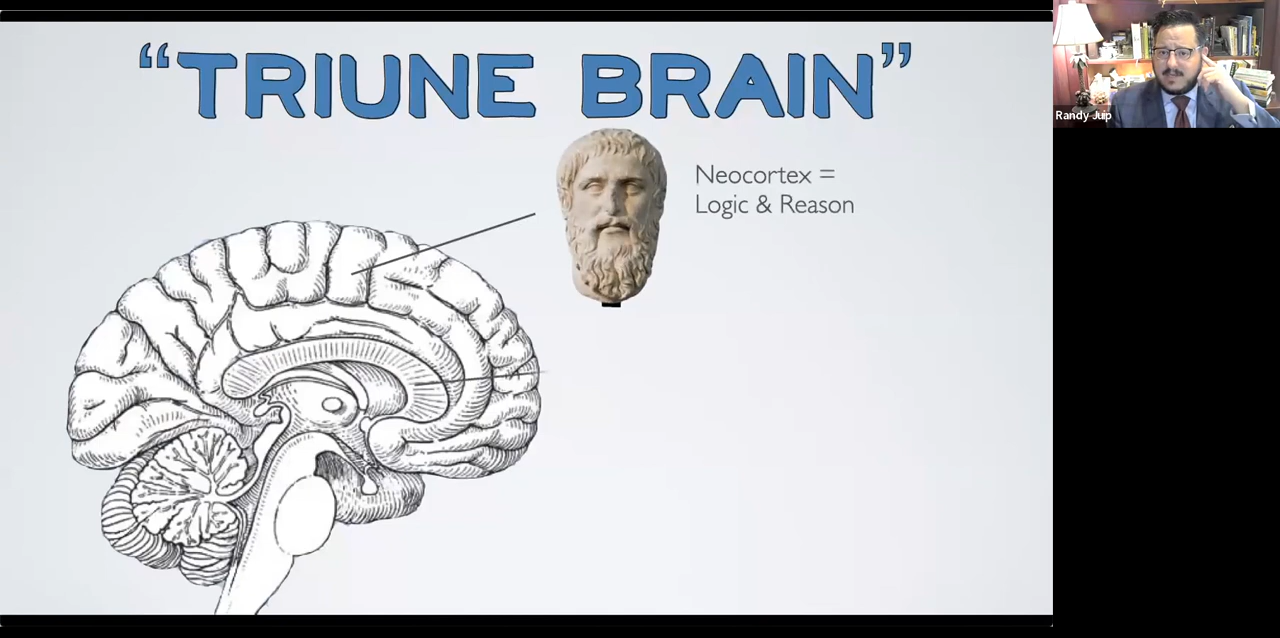 “TRIUNE BRAIN”
Neocortex =
Logic & Reason
Randy Juip